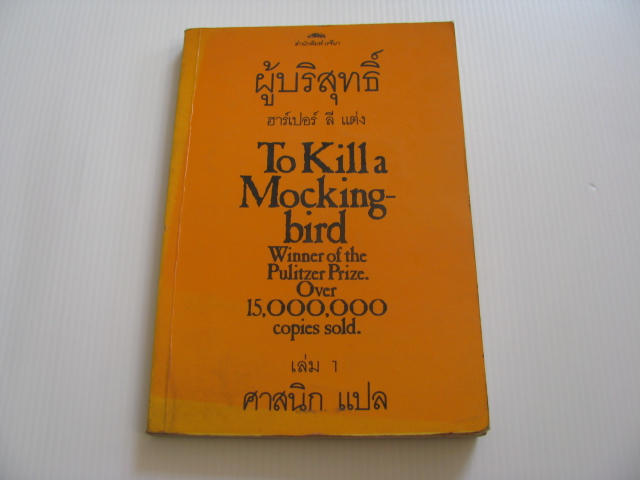 ผู้บริสุทธิ์
ฮาร์เปอร์ ลี แต่ง
To Kill a
Mocking-
bird
Winner of the
Pulitzer Prize.
Over
15,000,000
copies sold.
เล่ม ๑
ศาสนิก แปล